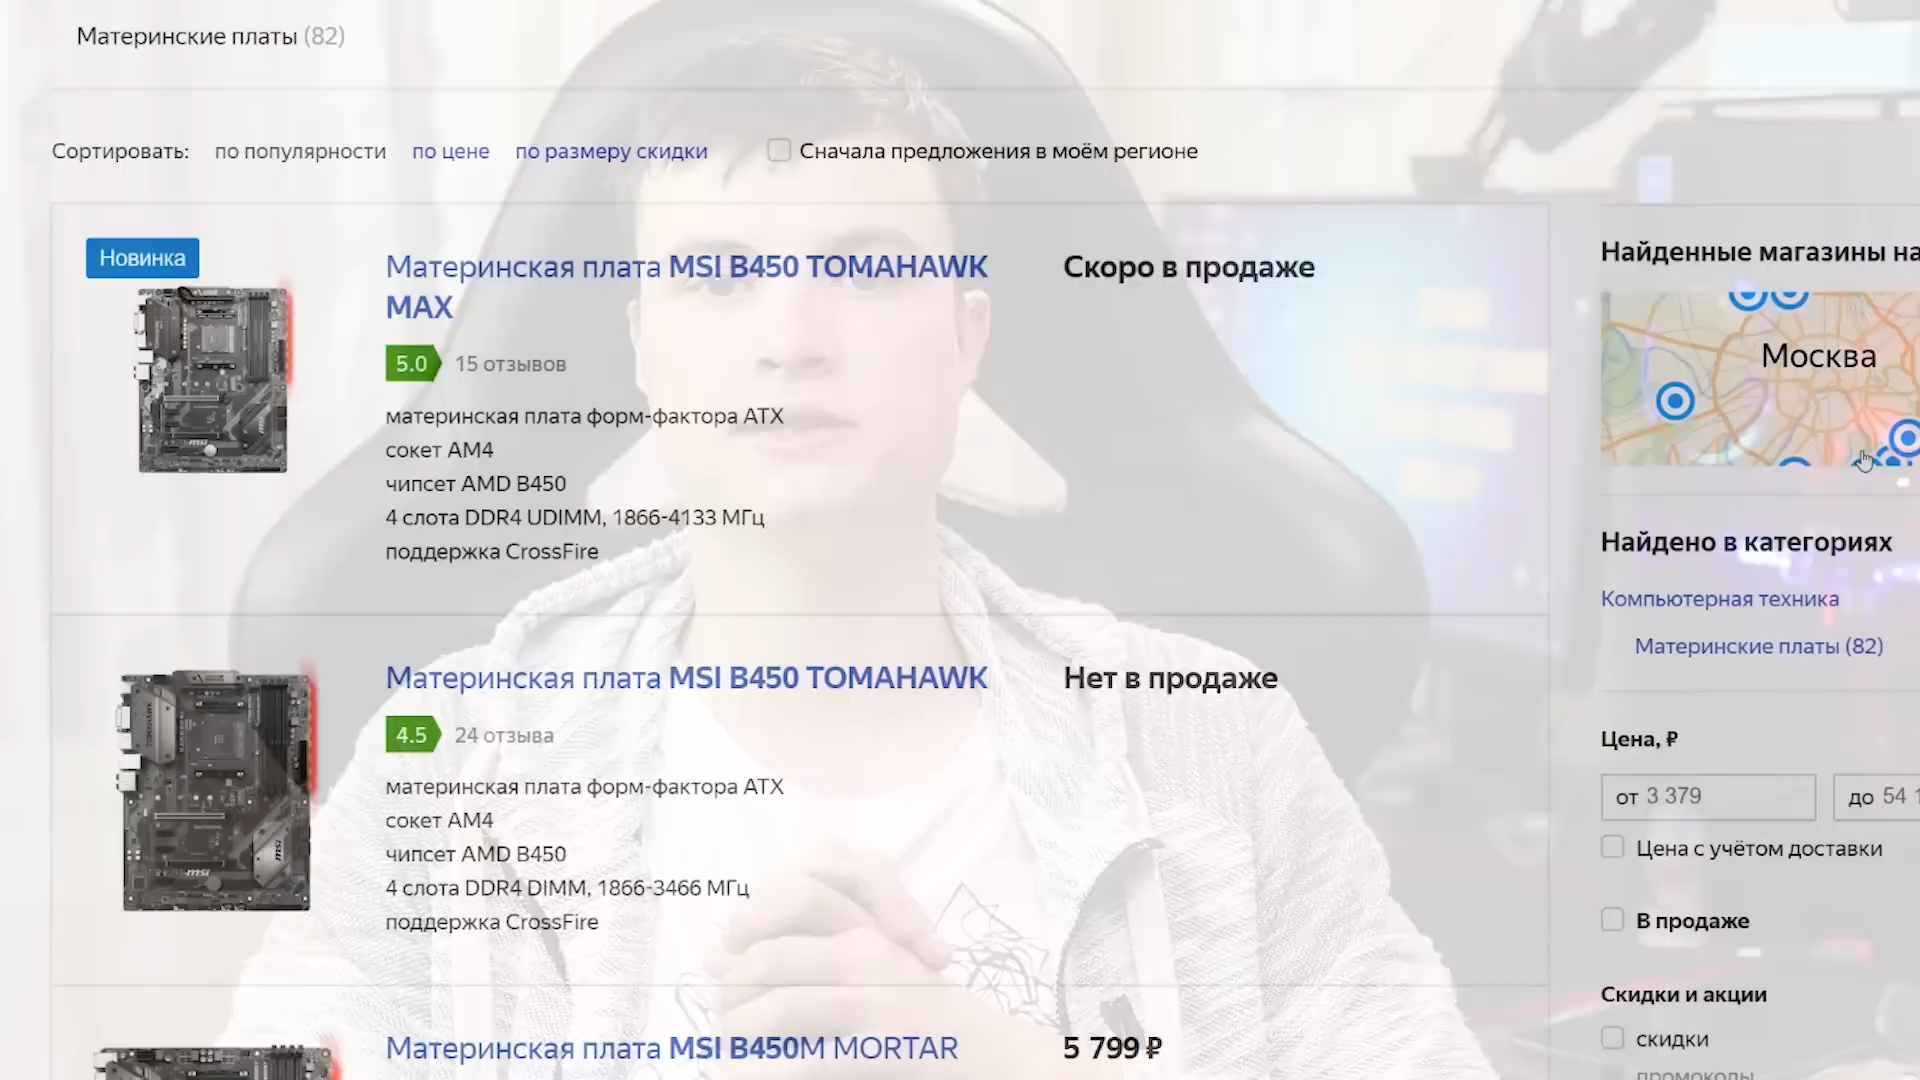 Материнские платы (82)
Сортировать: по популярности по цене по размеру скидки Сначала предложения в моём регионе
Новинка
Материнская плата MSI B450 TOMAHAWK
MAX
5.0 15 отзывов
материнская плата форм-фактора ATX
сокет AM4
чипсет AMD B450
4 слота DDR4 UDIMM, 1866-4133 МГц
поддержка CrossFire
Скоро в продаже
Материнская плата MSI B450 TOMAHAWK
4.5 24 отзыва
материнская плата форм-фактора ATX
сокет AM4
чипсет AMD B450
4 слота DDR4 DIMM, 1866-3466 МГц
поддержка CrossFire
Нет в продаже
Материнская плата MSI B450M MORTAR
5 799 ₽
Найденные магазины на
Москва
Найдено в категориях
Компьютерная техника
Материнские платы (82)
Цена, ₽
от 3 379
до 54 1
Цена с учётом доставки
В продаже
Скидки и акции
скидки
промокоды